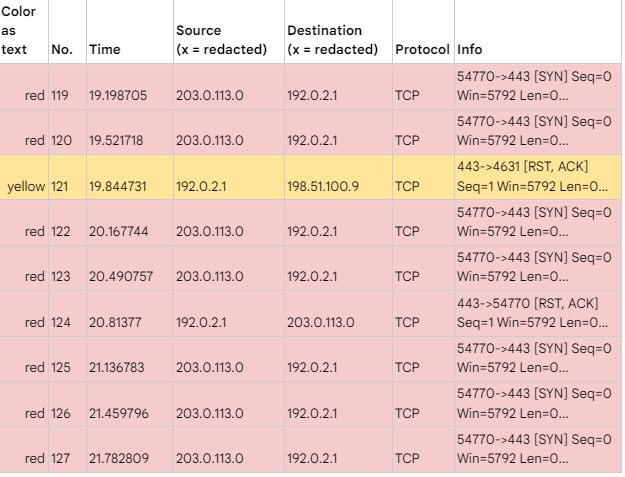 Color as text No. Time Source (x = redacted) Destination (x = redacted) Protocol Info
red 119 19.198705 203.0.113.0 192.0.2.1 TCP 54770->443 [SYN] Seq=0 Win=5792 Len=0...
red 120 19.521718 203.0.113.0 192.0.2.1 TCP 54770->443 [SYN] Seq=0 Win=5792 Len=0...
yellow 121 19.844731 192.0.2.1 198.51.100.9 TCP 443->4631 [RST, ACK] Seq=1 Win=5792 Len=0...
red 122 20.167744 203.0.113.0 192.0.2.1 TCP 54770->443 [SYN] Seq=0 Win=5792 Len=0...
red 123 20.490757 203.0.113.0 192.0.2.1 TCP 54770->443 [SYN] Seq=0 Win=5792 Len=0...
red 124 20.81377 192.0.2.1 203.0.113.0 TCP 443->54770 [RST, ACK] Seq=1 Win=5792 Len=0...
red 125 21.136783 203.0.113.0 192.0.2.1 TCP 54770->443 [SYN] Seq=0 Win=5792 Len=0...
red 126 21.459796 203.0.113.0 192.0.2.1 TCP 54770->443 [SYN] Seq=0 Win=5792 Len=0...
red 127 21.782809 203.0.113.0 192.0.2.1 TCP 54770->443 [SYN] Seq=0 Win=5792 Len=0...